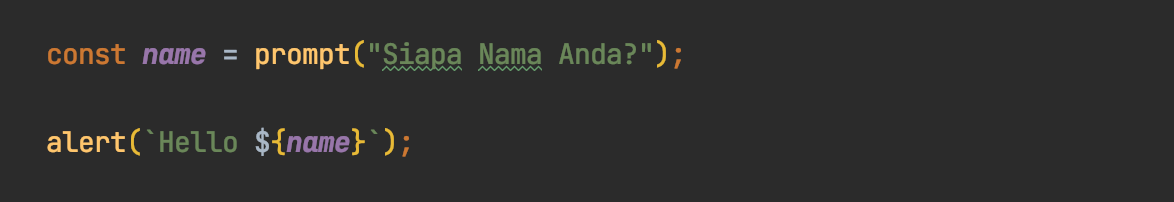 const name = prompt("Siapa Nama Anda?");
alert(`Hello ${name}`);